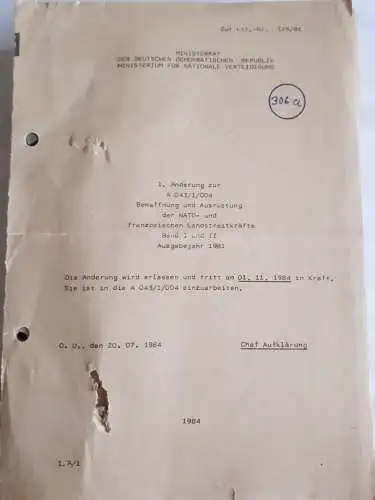 MINISTERRAT
DER DEUTSCHEN DEMOKRATISCHEN REPUBLIK
MINISTERIUM FÜR NATIONALE VERTEIDIGUNG
306 a
1. Änderung zur
A 043/1/004
Bewaffnung und Ausrüstung
der NATO- und
französischen Landstreitkräfte
Band I und II
Ausgabejahr 1981
Die Änderung wird erlassen und tritt am 01. 11. 1984 in Kraft.
Sie ist in die A 043/1/004 einzuarbeiten.
O. U., den 20. 07. 1984 Chef Aufklärung
1984